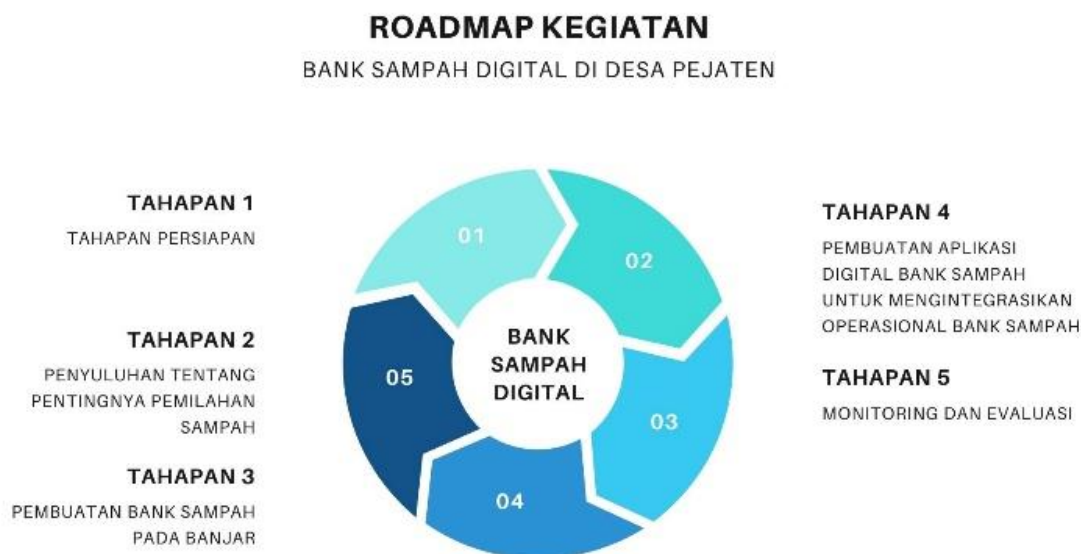 ROADMAP KEGIATAN
BANK SAMPAH DIGITAL DI DESA PEJATEN
TAHAPAN 1
TAHAPAN PERSIAPAN
TAHAPAN 2
PENYULUHAN TENTANG
PENTINGNYA PEMILAHAN
SAMPAH
TAHAPAN 3
PEMBUATAN BANK SAMPAH
PADA BANJAR
01
02
03
04
05
BANK
SAMPAH
DIGITAL
TAHAPAN 4
PEMBUATAN APLIKASI
DIGITAL BANK SAMPAH
UNTUK MENGINTEGRASIKAN
OPERASIONAL BANK SAMPAH
TAHAPAN 5
MONITORING DAN EVALUASI